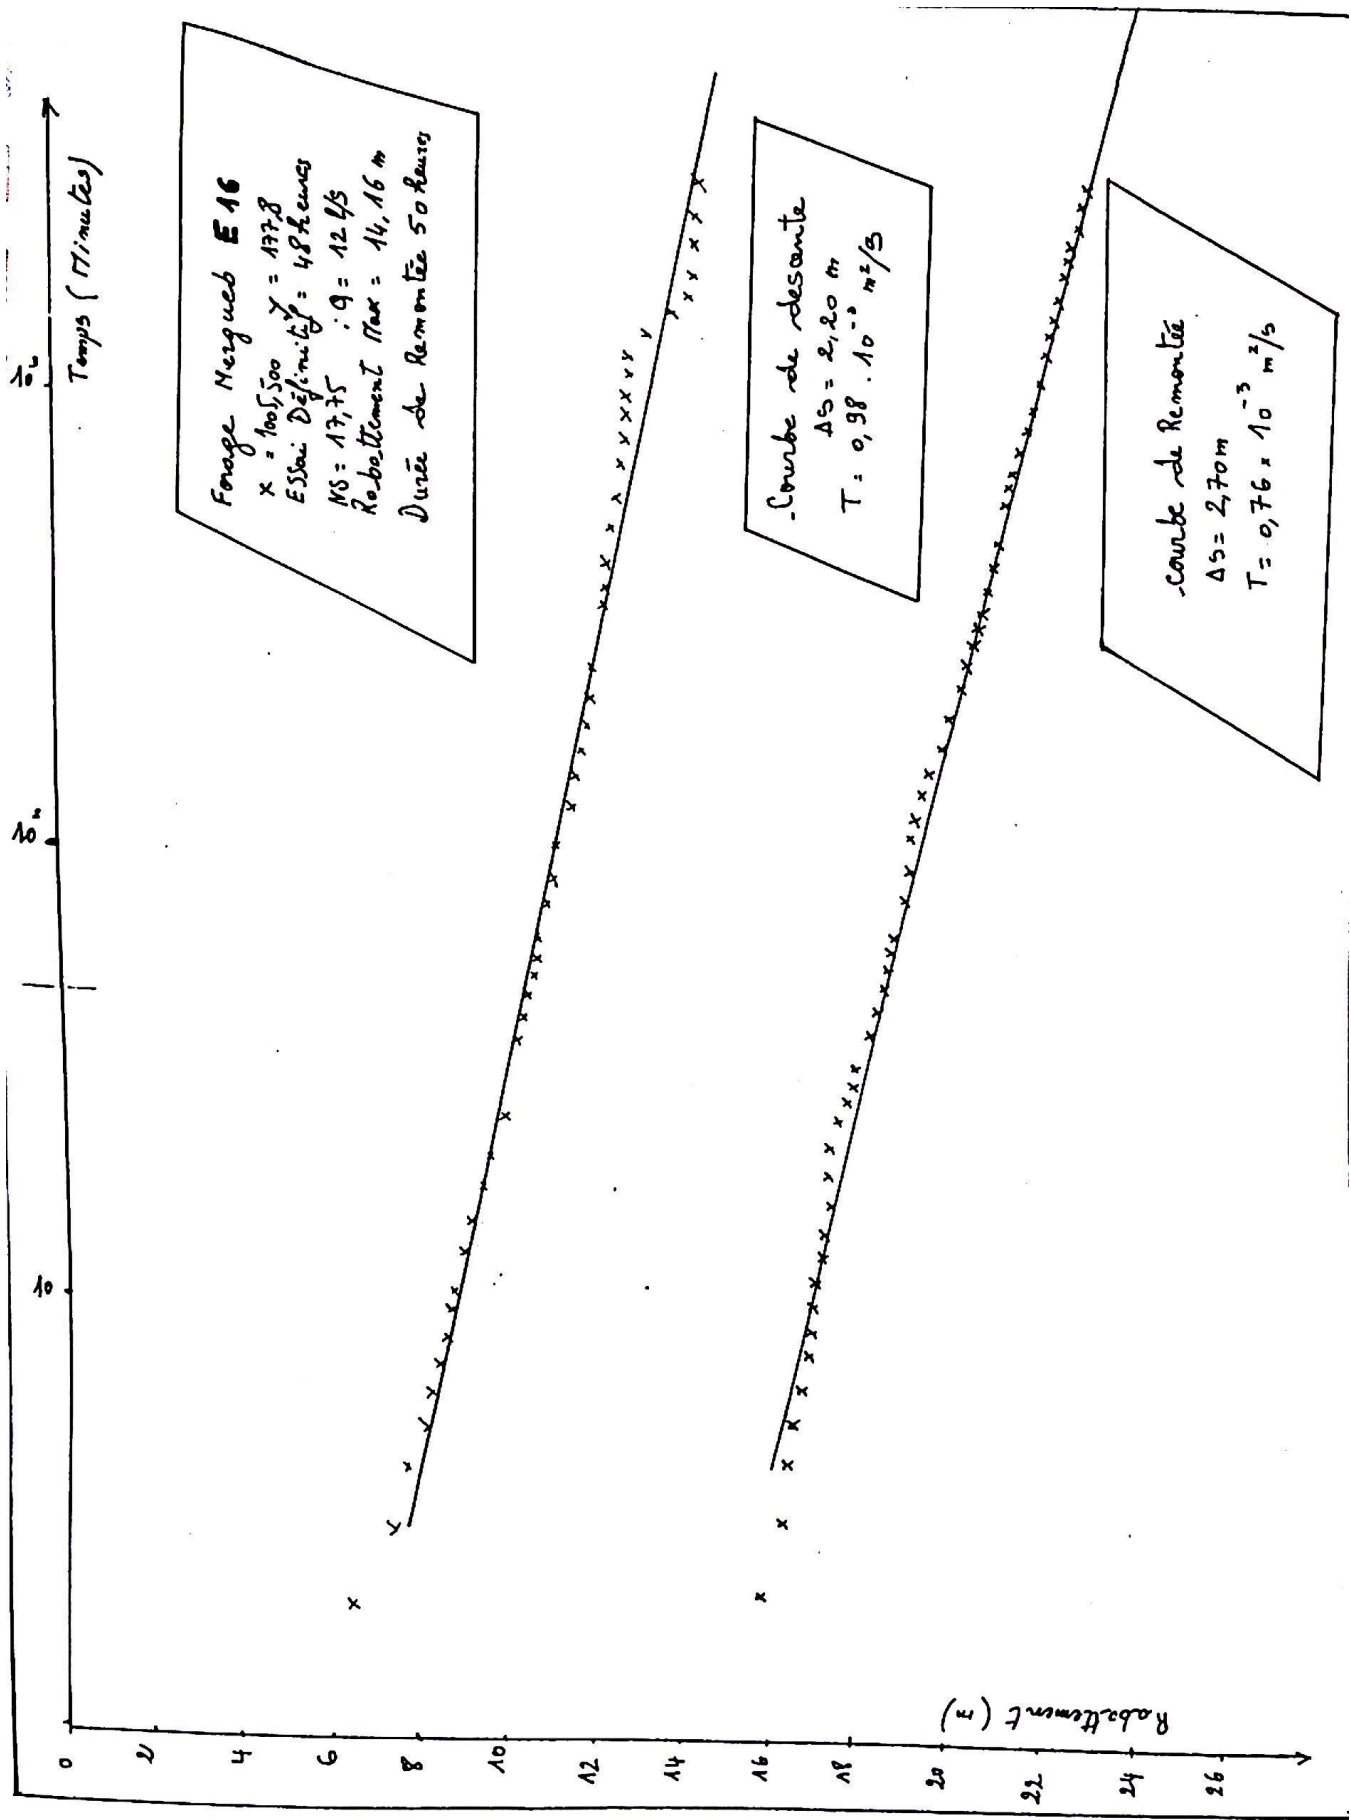 Temps (Minutes)
10
10²
10³
Forage Mergueb E16
x = 1005,500 y = 177,8
Essai Définitif = 48 heures
NS = 17,75 ; Q = 12 l/s
Rabattement Max = 14,16 m
Durée de Remontée 50 heures
Courbe de descente
ΔS = 2,20 m
T = 0,98 . 10⁻³ m²/s
courbe de Remontée
ΔS = 2,70m
T = 0,76 x 10⁻³ m²/s
Rabattement (m)
0
2
4
6
8
10
12
14
16
18
20
22
24
26